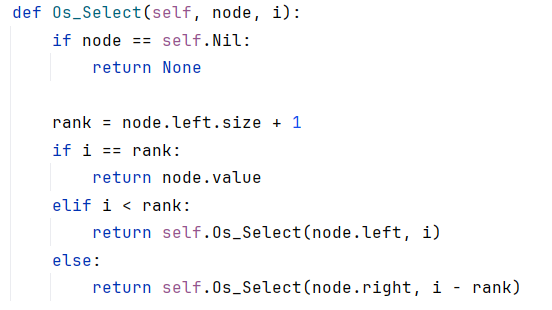 def Os_Select(self, node, i):
    if node == self.Nil:
        return None

    rank = node.left.size + 1
    if i == rank:
        return node.value
    elif i < rank:
        return self.Os_Select(node.left, i)
    else:
        return self.Os_Select(node.right, i - rank)